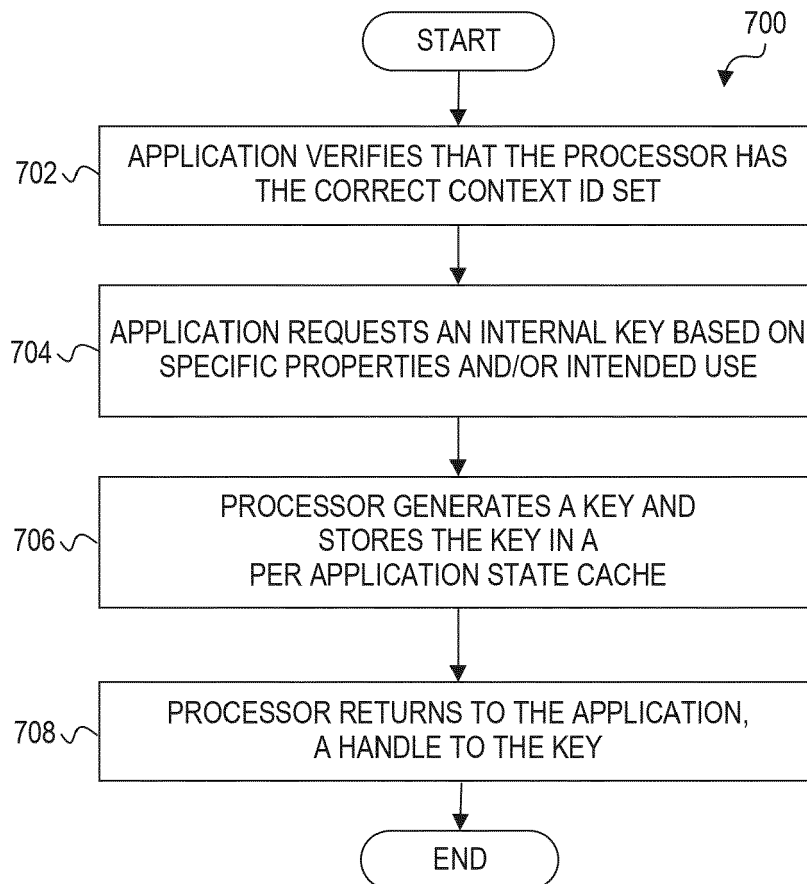 START
700
702
APPLICATION VERIFIES THAT THE PROCESSOR HAS
THE CORRECT CONTEXT ID SET
704
APPLICATION REQUESTS AN INTERNAL KEY BASED ON
SPECIFIC PROPERTIES AND/OR INTENDED USE
706
PROCESSOR GENERATES A KEY AND
STORES THE KEY IN A
PER APPLICATION STATE CACHE
708
PROCESSOR RETURNS TO THE APPLICATION,
A HANDLE TO THE KEY
END